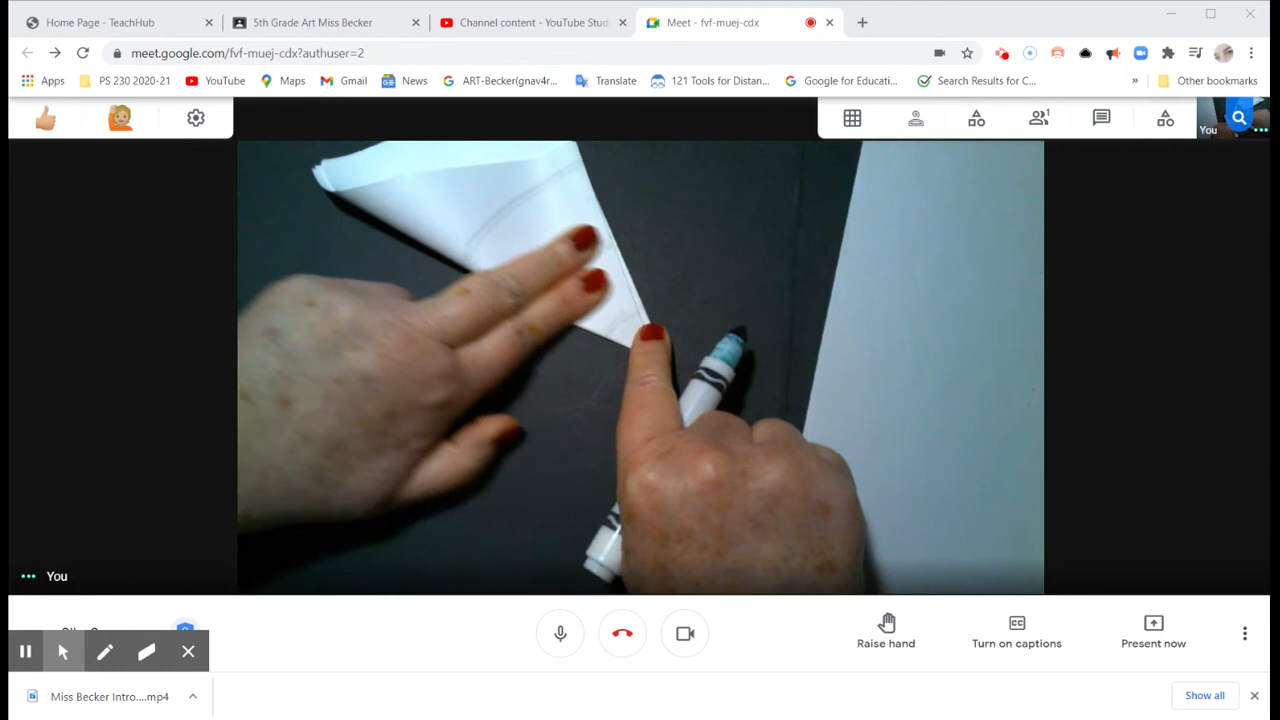 Home Page - TeachHub
5th Grade Art Miss Becker
Channel content - YouTube Stud
Meet - fvf-muej-cdx
meet.google.com/fvf-muej-cdx?authuser=2
Apps
PS 230 2020-21
YouTube
Maps
Gmail
News
ART-Becker(gnav4r...
Translate
121 Tools for Distan...
Google for Educati...
Search Results for C...
»
Other bookmarks
1
You
You
Raise hand
Turn on captions
Present now
Miss Becker Intro....mp4
Show all